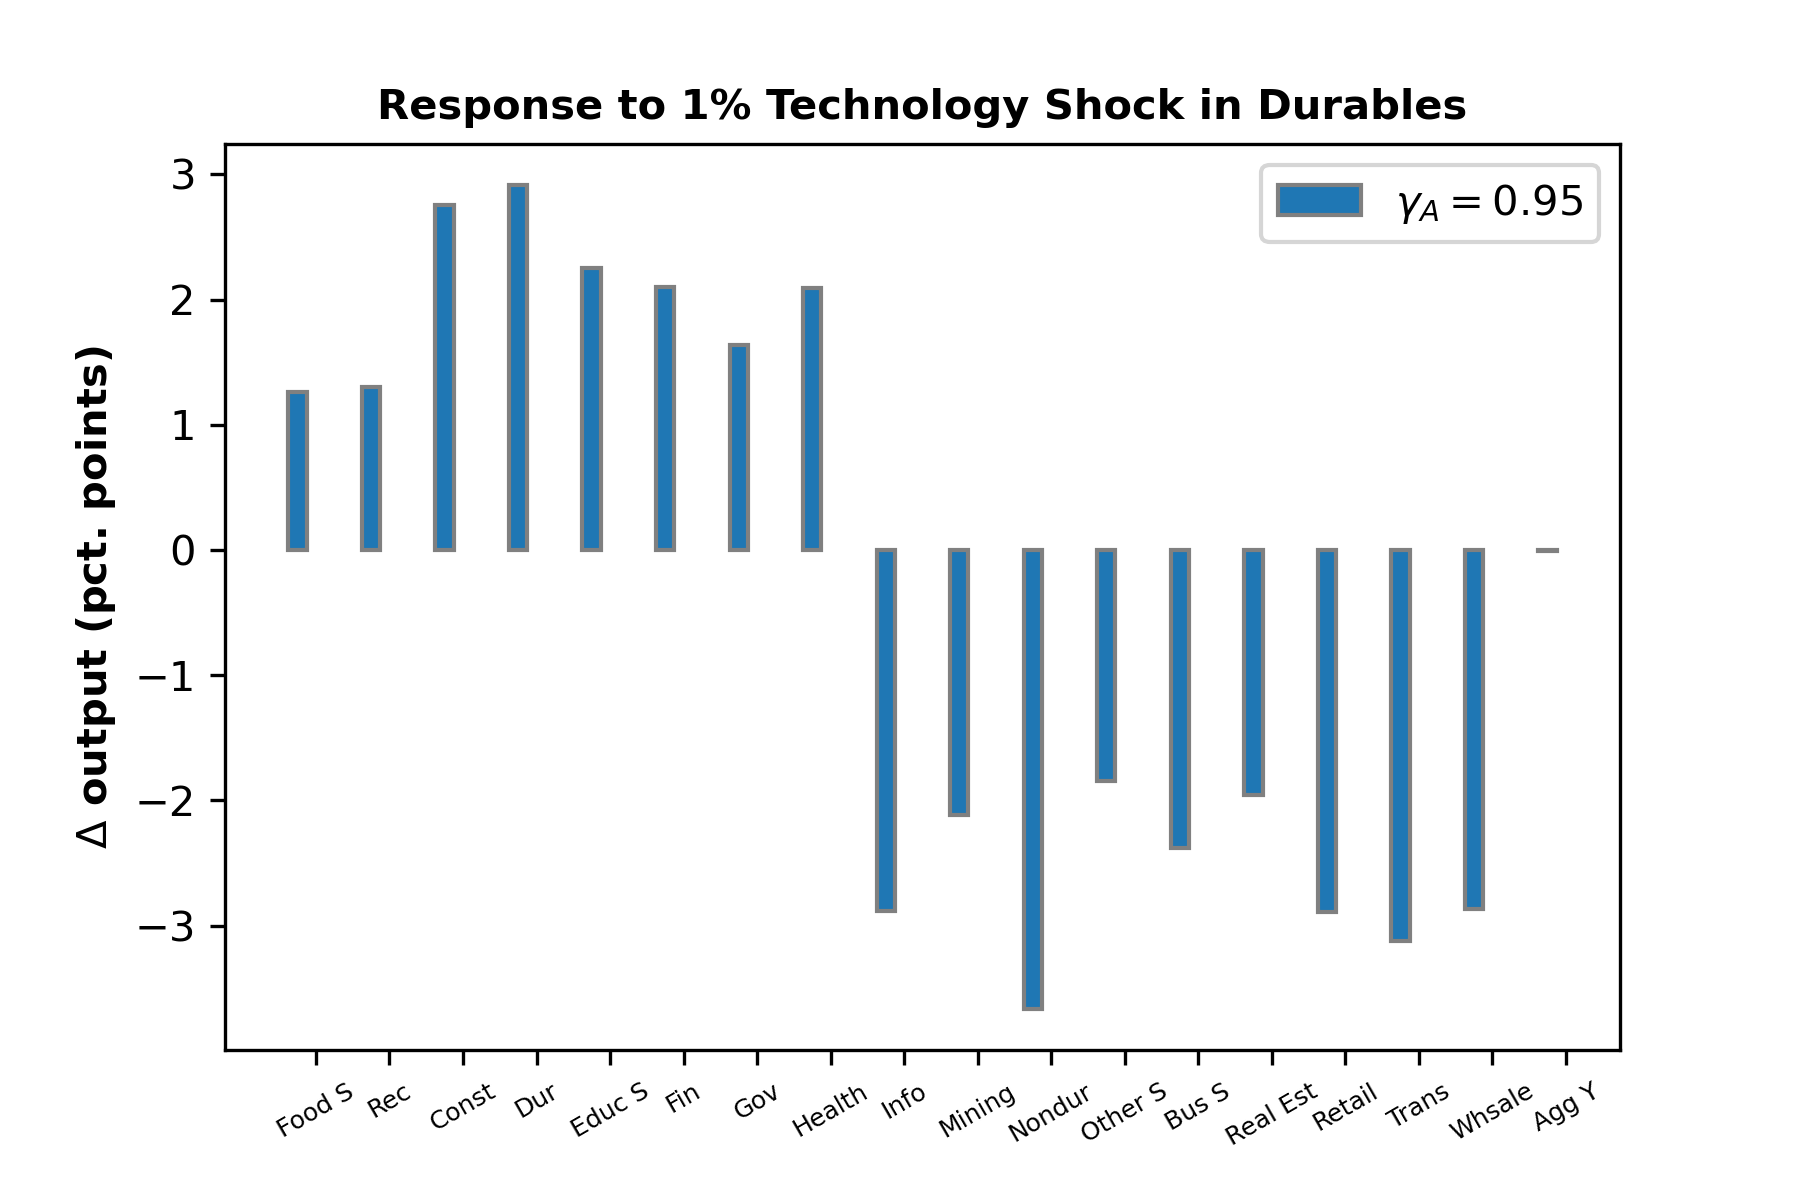 Response to 1% Technology Shock in Durables
γA = 0.95
Δ output (pct. points)
3
2
1
0
−1
−2
−3
Food S
Rec
Const
Dur
Educ S
Fin
Gov
Health
Info
Mining
Nondur
Other S
Bus S
Real Est
Retail
Trans
Whsale
Agg Y